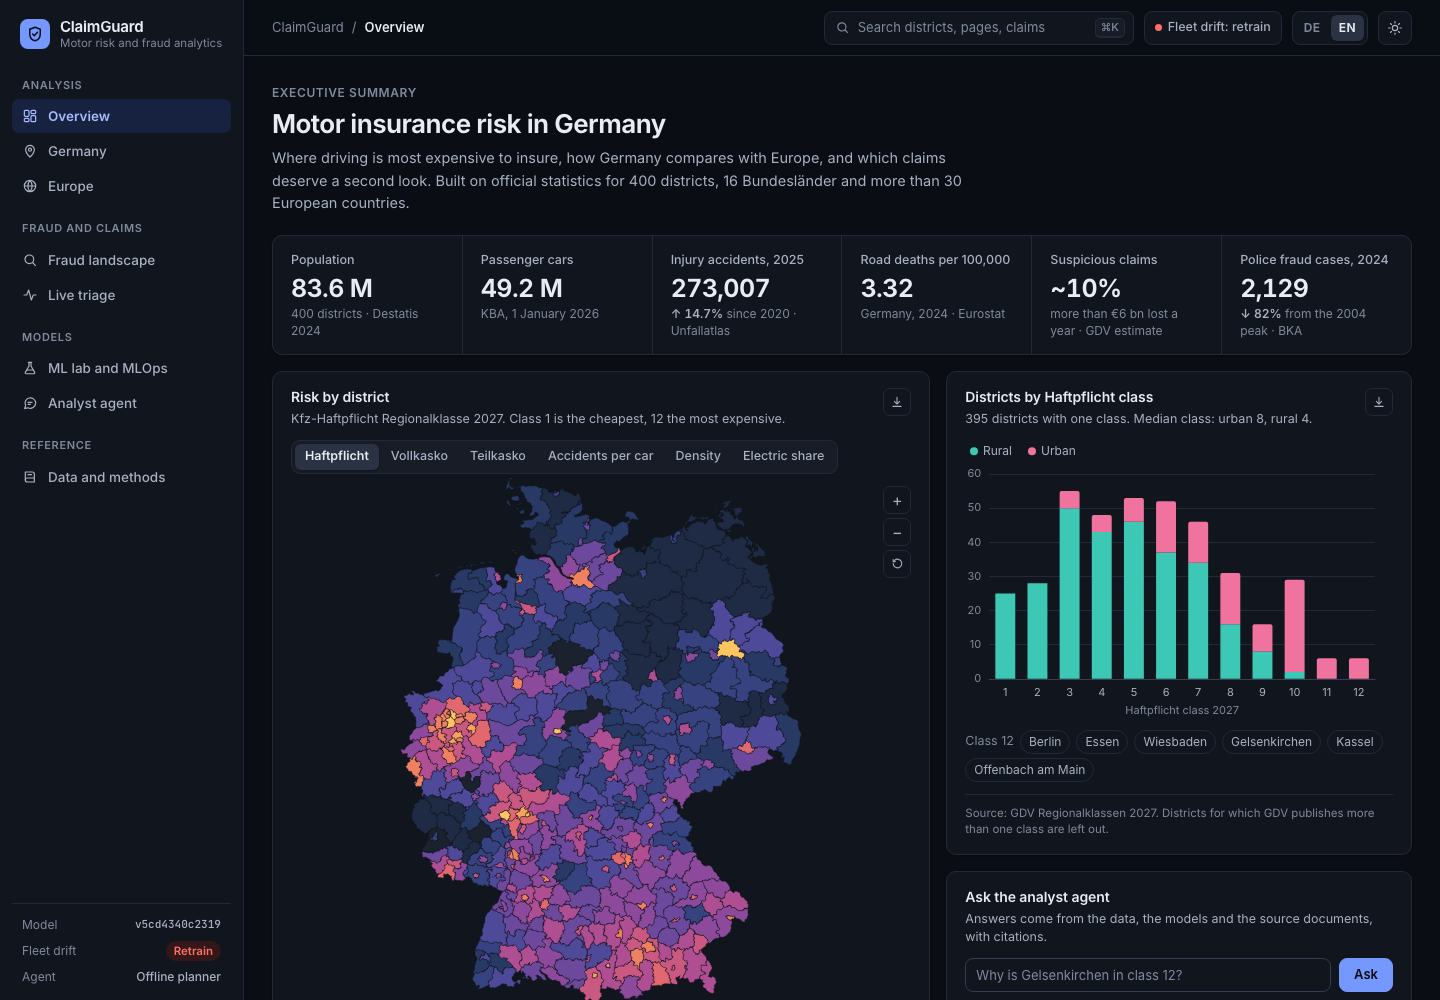 ClaimGuard
Motor risk and fraud analytics
ANALYSIS
Overview
Germany
Europe
FRAUD AND CLAIMS
Fraud landscape
Live triage
MODELS
ML lab and MLOps
Analyst agent
REFERENCE
Data and methods
Model v5cd4340c2319
Fleet drift Retrain
Agent Offline planner
ClaimGuard / Overview
Search districts, pages, claims ⌘K
Fleet drift: retrain
DE EN
EXECUTIVE SUMMARY
Motor insurance risk in Germany
Where driving is most expensive to insure, how Germany compares with Europe, and which claims
deserve a second look. Built on official statistics for 400 districts, 16 Bundesländer and more than 30
European countries.
Population
83.6 M
400 districts · Destatis
2024
Passenger cars
49.2 M
KBA, 1 January 2026
Injury accidents, 2025
273,007
↑ 14.7% since 2020 ·
Unfallatlas
Road deaths per 100,000
3.32
Germany, 2024 · Eurostat
Suspicious claims
~10%
more than €6 bn lost a
year · GDV estimate
Police fraud cases, 2024
2,129
↓ 82% from the 2004
peak · BKA
Risk by district
Kfz-Haftpflicht Regionalklasse 2027. Class 1 is the cheapest, 12 the most expensive.
Haftpflicht Vollkasko Teilkasko Accidents per car Density Electric share
+
−
Districts by Haftpflicht class
395 districts with one class. Median class: urban 8, rural 4.
Rural Urban
60
50
40
30
20
10
0
1 2 3 4 5 6 7 8 9 10 11 12
Haftpflicht class 2027
Class 12 Berlin Essen Wiesbaden Gelsenkirchen Kassel
Offenbach am Main
Source: GDV Regionalklassen 2027. Districts for which GDV publishes more
than one class are left out.
Ask the analyst agent
Answers come from the data, the models and the source documents,
with citations.
Why is Gelsenkirchen in class 12? Ask